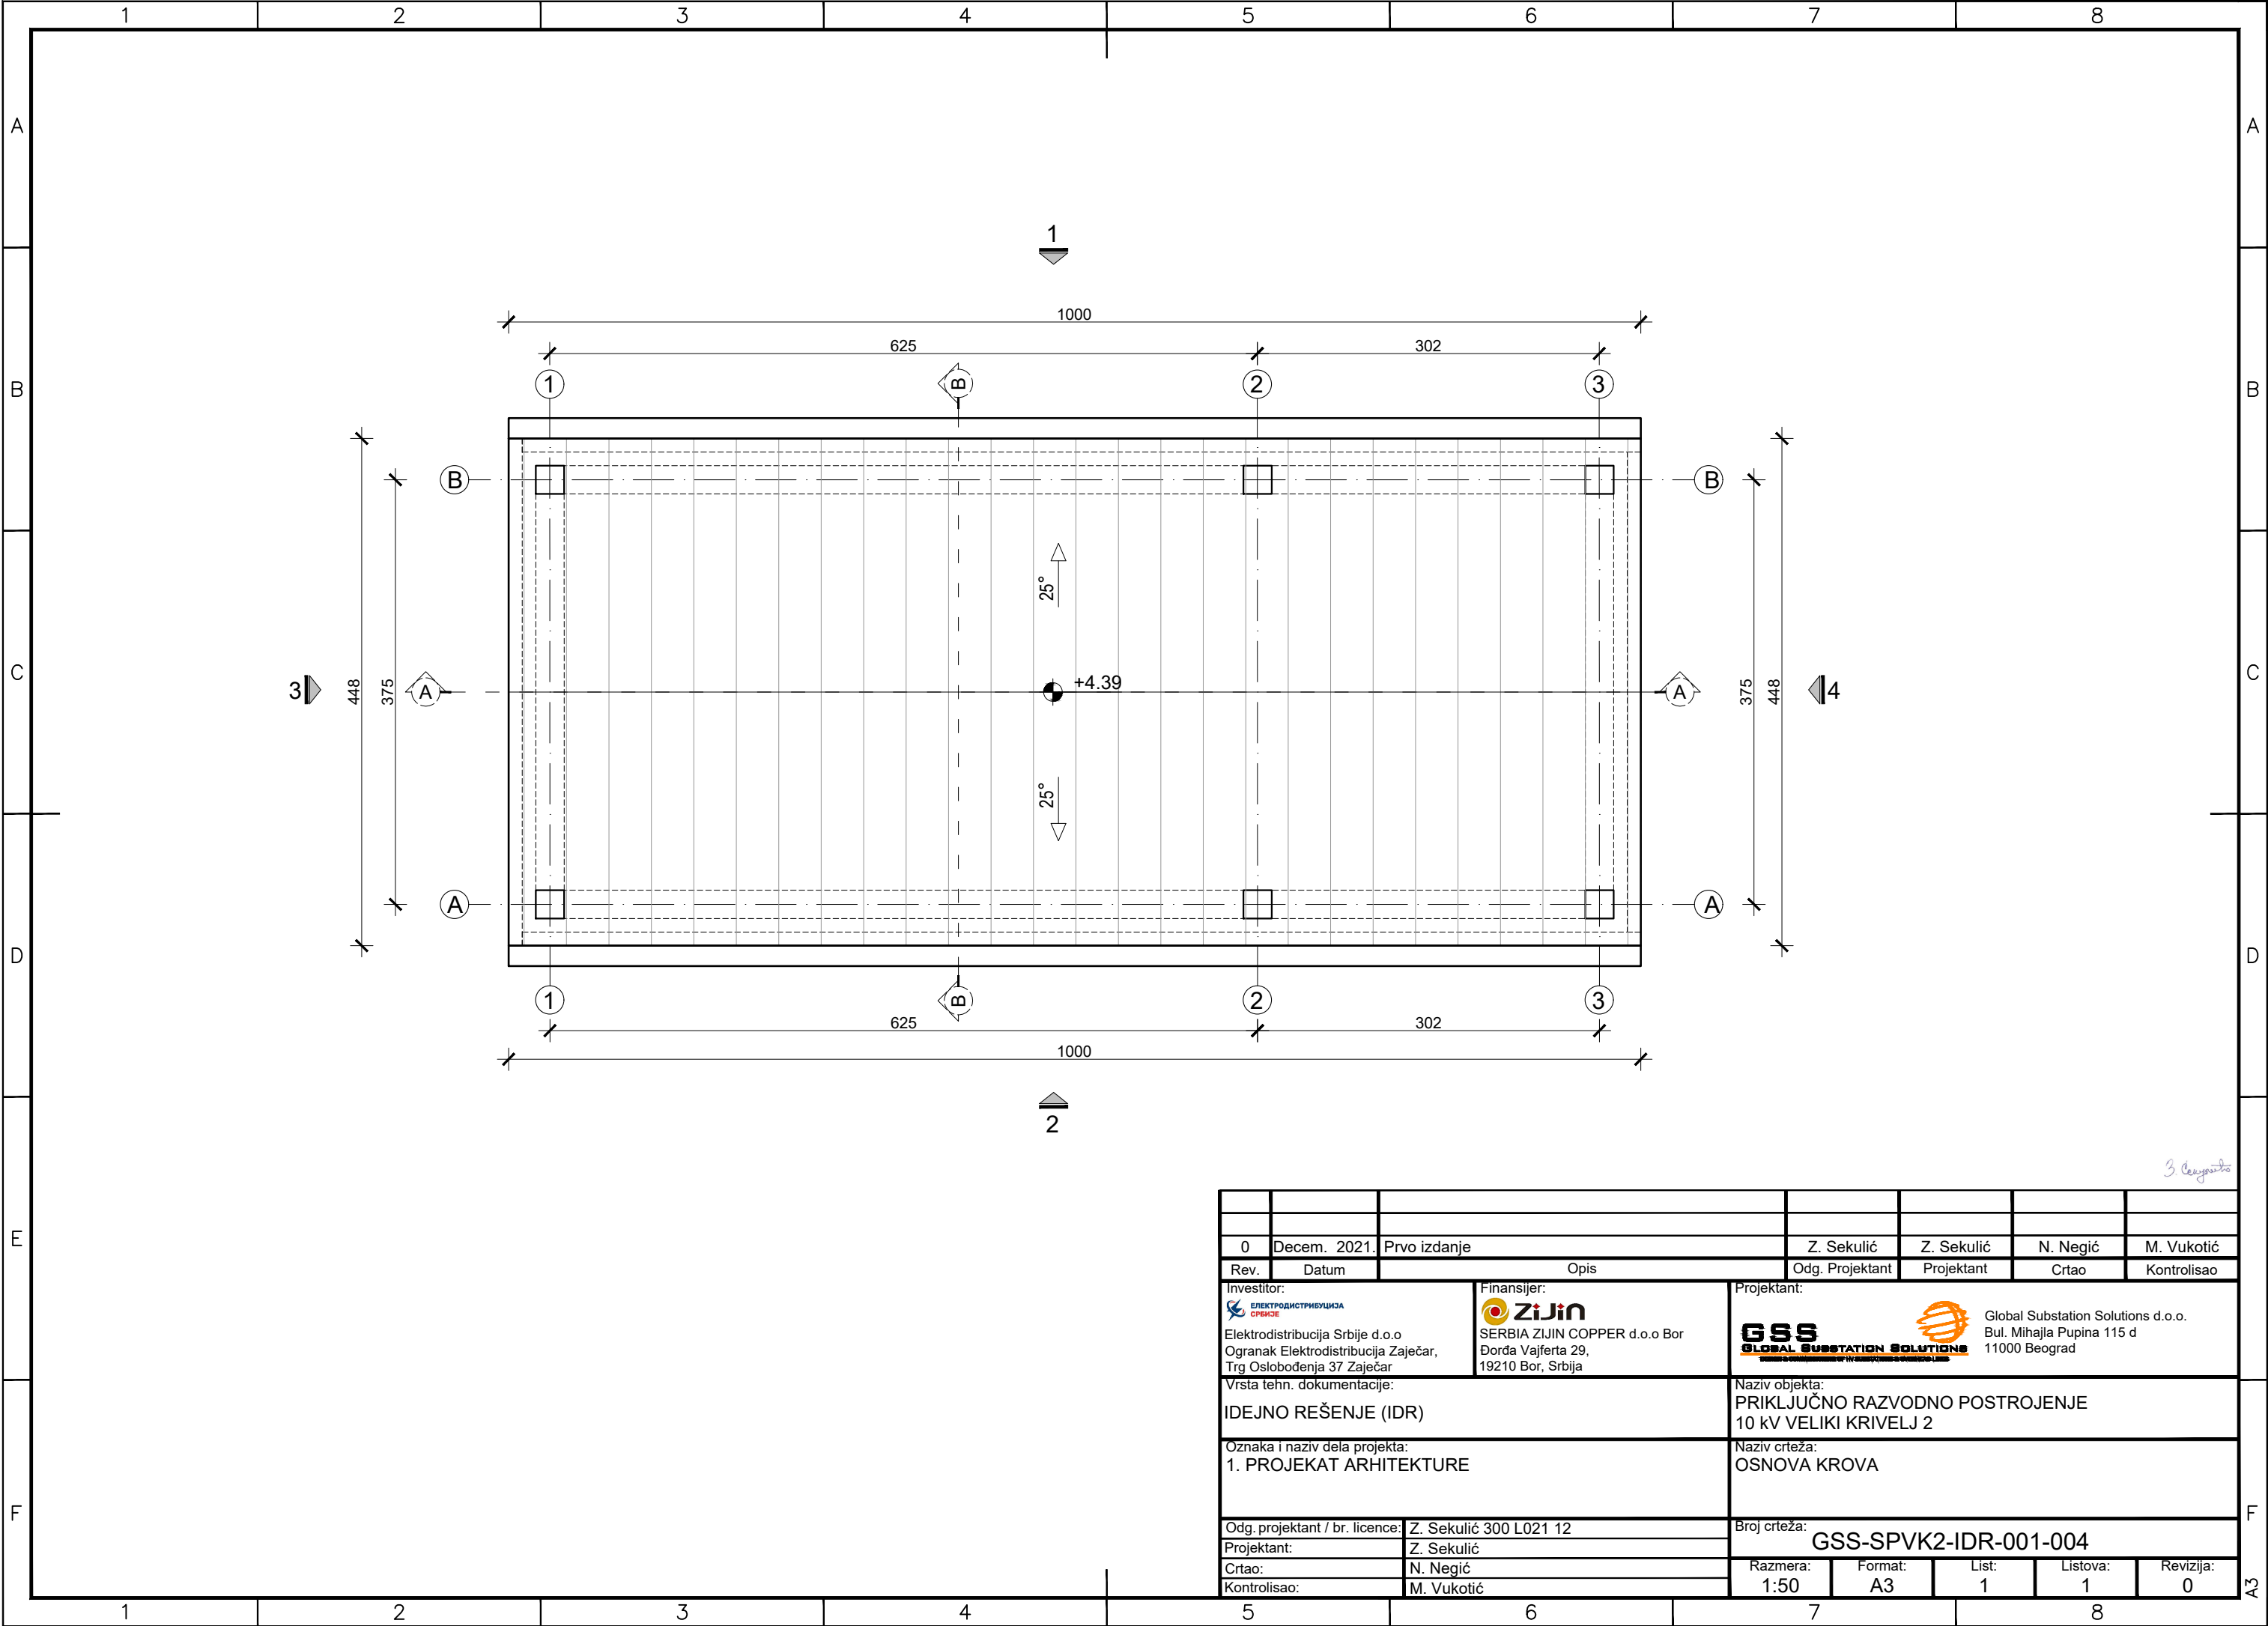 1 2 3 4 5 6 7 8
A A
B B
C C
D D
E
F F
1
1000
625 302
1 B 2 3
B B
25°
448 375 A +4.39 A 375 448
3 4
25°
A A
1 B 2 3
625 302
1000
2
0 Decem. 2021. Prvo izdanje Z. Sekulić Z. Sekulić N. Negić M. Vukotić
Rev. Datum Opis Odg. Projektant Projektant Crtao Kontrolisao
Investitor:
ЕЛЕКТРОДИСТРИБУЦИЈА
СРБИЈЕ
Elektrodistribucija Srbije d.o.o
Ogranak Elektrodistribucija Zaječar,
Trg Oslobođenja 37 Zaječar
Finansijer:
ZiJin
SERBIA ZIJIN COPPER d.o.o Bor
Đorđa Vajferta 29,
19210 Bor, Srbija
Projektant:
GSS
GLOBAL SUBSTATION SOLUTIONS
Global Substation Solutions d.o.o.
Bul. Mihajla Pupina 115 d
11000 Beograd
Vrsta tehn. dokumentacije:
IDEJNO REŠENJE (IDR)
Naziv objekta:
PRIKLJUČNO RAZVODNO POSTROJENJE
10 kV VELIKI KRIVELJ 2
Oznaka i naziv dela projekta:
1. PROJEKAT ARHITEKTURE
Naziv crteža:
OSNOVA KROVA
Odg. projektant / br. licence: Z. Sekulić 300 L021 12
Projektant: Z. Sekulić
Crtao: N. Negić
Kontrolisao: M. Vukotić
Broj crteža:
GSS-SPVK2-IDR-001-004
Razmera: Format: List: Listova: Revizija:
1:50 A3 1 1 0
A3
1 2 3 4 5 6 7 8